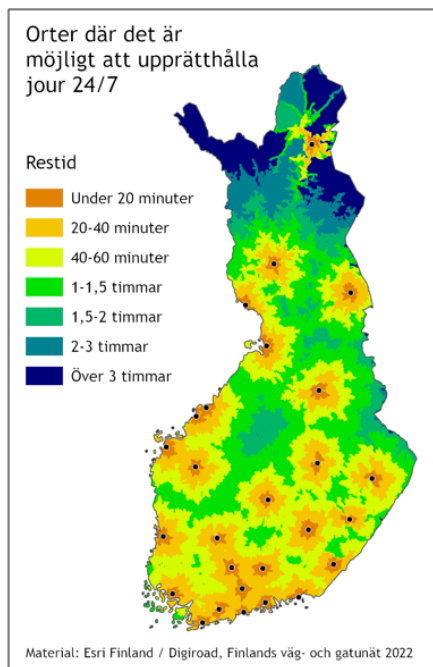 Orter där det är
möjligt att upprätthålla
jour 24/7
Restid
Under 20 minuter
20-40 minuter
40-60 minuter
1-1,5 timmar
1,5-2 timmar
2-3 timmar
Över 3 timmar
Material: Esri Finland / Digiroad, Finlands väg- och gatunät 2022